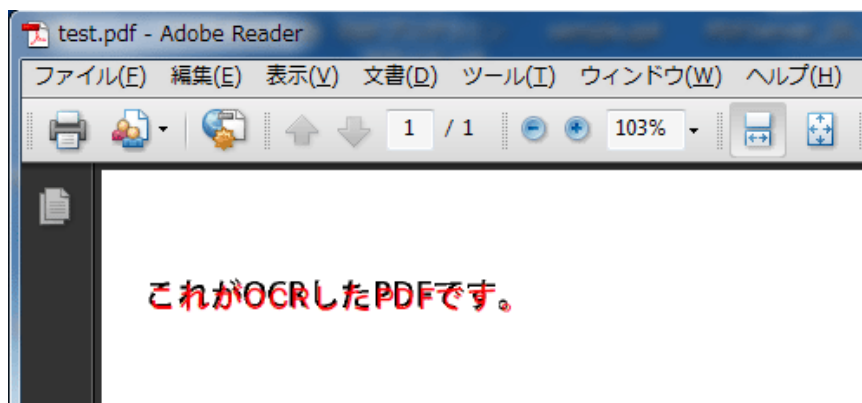 test.pdf - Adobe Reader
ファイル(F) 編集(E) 表示(V) 文書(D) ツール(T) ウィンドウ(W) ヘルプ(H)
1 / 1 103%
これがOCRしたPDFです。